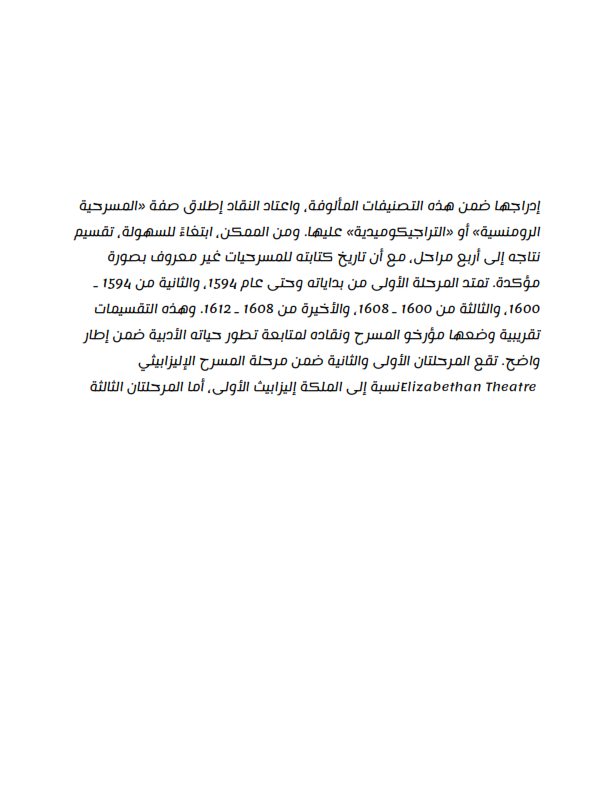 إدراجها ضمن هذه التصنيفات المألوفة، واعتاد النقاد إطلاق صفة «المسرحية
الرومنسية» أو «التراجيكوميدية» عليها. ومن الممكن، ابتغاءً للسهولة، تقسيم
نتاجه إلى أربع مراحل، مع أن تاريخ كتابته للمسرحيات غير معروف بصورة
مؤكدة. تمتد المرحلة الأولى من بداياته وحتى عام 1594، والثانية من 1594 ـ
1600، والثالثة من 1600 ـ 1608، والأخيرة من 1608 ـ 1612. وهذه التقسيمات
تقريبية وضعها مؤرخو المسرح ونقاده لمتابعة تطور حياته الأدبية ضمن إطار
واضح. تقع المرحلتان الأولى والثانية ضمن مرحلة المسرح الإليزابيثي
Elizabethan Theatreنسبة إلى الملكة إليزابيث الأولى، أما المرحلتان الثالثة